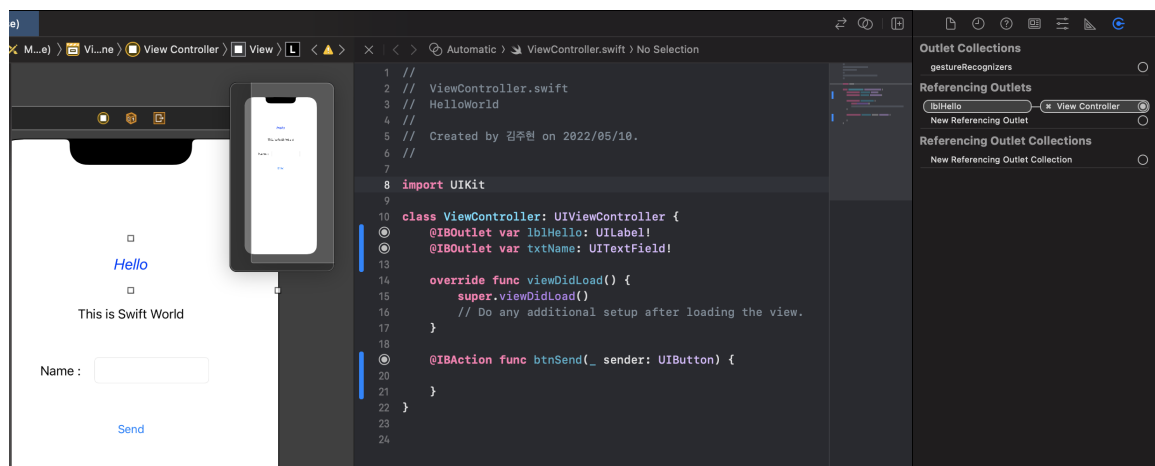 e)
M...e) 〉 Vi...ne 〉 View Controller 〉 View 〉 L
Automatic 〉 ViewController.swift 〉 No Selection
Hello
This is Swift World
Name :
Send
1 //
2 //  ViewController.swift
3 //  HelloWorld
4 //
5 //  Created by 김주현 on 2022/05/10.
6 //
7
8 import UIKit
9
10 class ViewController: UIViewController {
@IBOutlet var lblHello: UILabel!
@IBOutlet var txtName: UITextField!
13
14 override func viewDidLoad() {
15 super.viewDidLoad()
16 // Do any additional setup after loading the view.
17 }
18
@IBAction func btnSend(_ sender: UIButton) {
20
21 }
22 }
23
24
Outlet Collections
gestureRecognizers
Referencing Outlets
lblHello
View Controller
New Referencing Outlet
Referencing Outlet Collections
New Referencing Outlet Collection